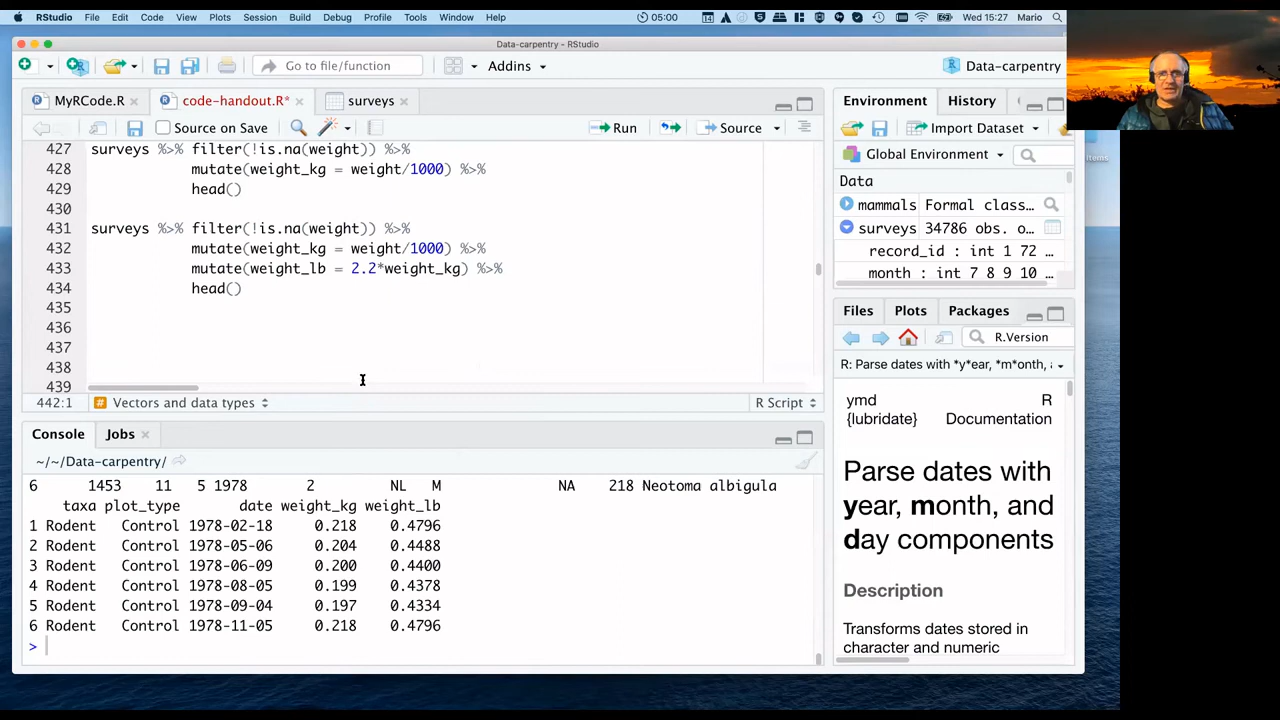 RStudio File Edit Code View Plots Session Build Debug Profile Tools Window Help 05:00 14 Wed 15:27 Mario
Data-carpentry - RStudio
Go to file/function Addins Data-carpentry
MyRCode.R code-handout.R* surveys
Source on Save Run Source
427 surveys %>% filter(!is.na(weight)) %>%
428 mutate(weight_kg = weight/1000) %>%
429 head()
430
431 surveys %>% filter(!is.na(weight)) %>%
432 mutate(weight_kg = weight/1000) %>%
433 mutate(weight_lb = 2.2*weight_kg) %>%
434 head()
435
436
437
438
439
442:1 # Vectors and data types R Script
Console Jobs
~/~/Data-carpentry/
6 1453 11 5 1978 2 NL M NA 218 Neotoma albigula
taxa plot_type date weight_kg weight_lb
1 Rodent Control 1978-02-18 0.218 0.4796
2 Rodent Control 1978-05-06 0.204 0.4488
3 Rodent Control 1978-06-09 0.200 0.4400
4 Rodent Control 1978-08-05 0.199 0.4378
5 Rodent Control 1978-09-04 0.197 0.4334
6 Rodent Control 1978-11-05 0.218 0.4796
>
Environment History
Import Dataset
Global Environment
Data
mammals Formal class…
surveys 34786 obs. o…
record_id : int 1 72 …
month : int 7 8 9 10 …
Files Plots Packages
R.Version
R: Parse dates with *y*ear, *m*onth,
ymd R
{lubridate} Documentation
Parse dates with
year, month, and
day components
Description
Transforms dates stored in
character and numeric
items